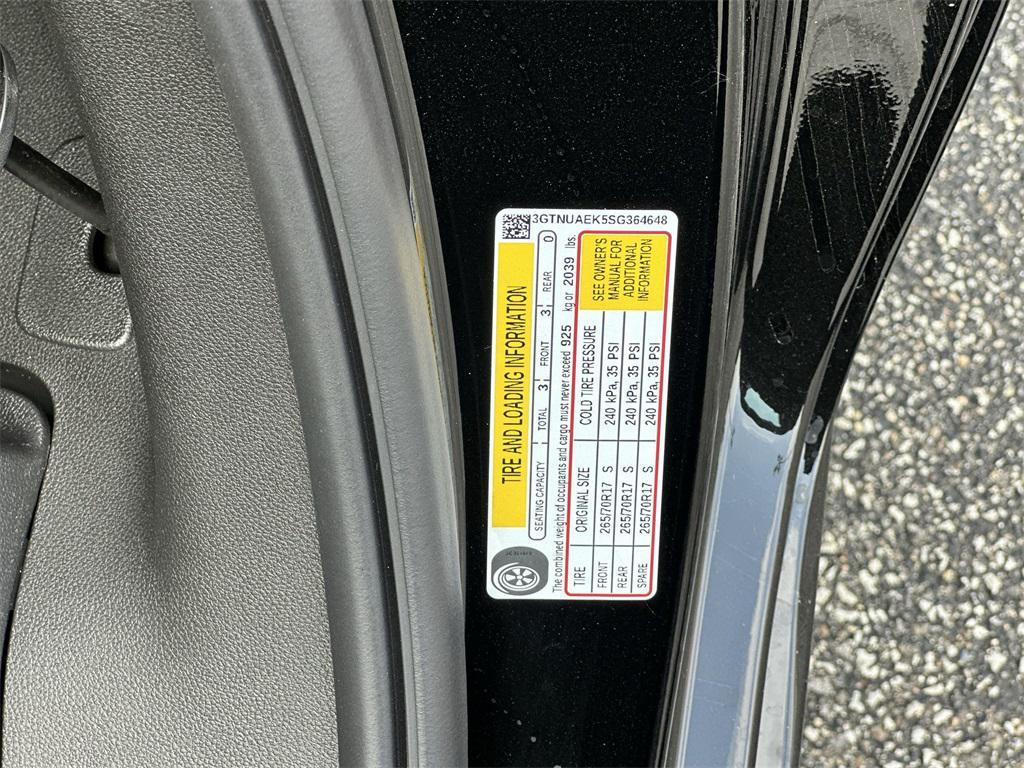 3GTNUAEK5SG364648
TIRE AND LOADING INFORMATION
SEATING CAPACITY TOTAL 3 FRONT 3 REAR 0
The combined weight of occupants and cargo must never exceed 925 kg or 2039 lbs.
TIRE ORIGINAL SIZE COLD TIRE PRESSURE
FRONT 265/70R17 S 240 kPa, 35 PSI
REAR 265/70R17 S 240 kPa, 35 PSI
SPARE 265/70R17 S 240 kPa, 35 PSI
SEE OWNER'S
MANUAL FOR
ADDITIONAL
INFORMATION